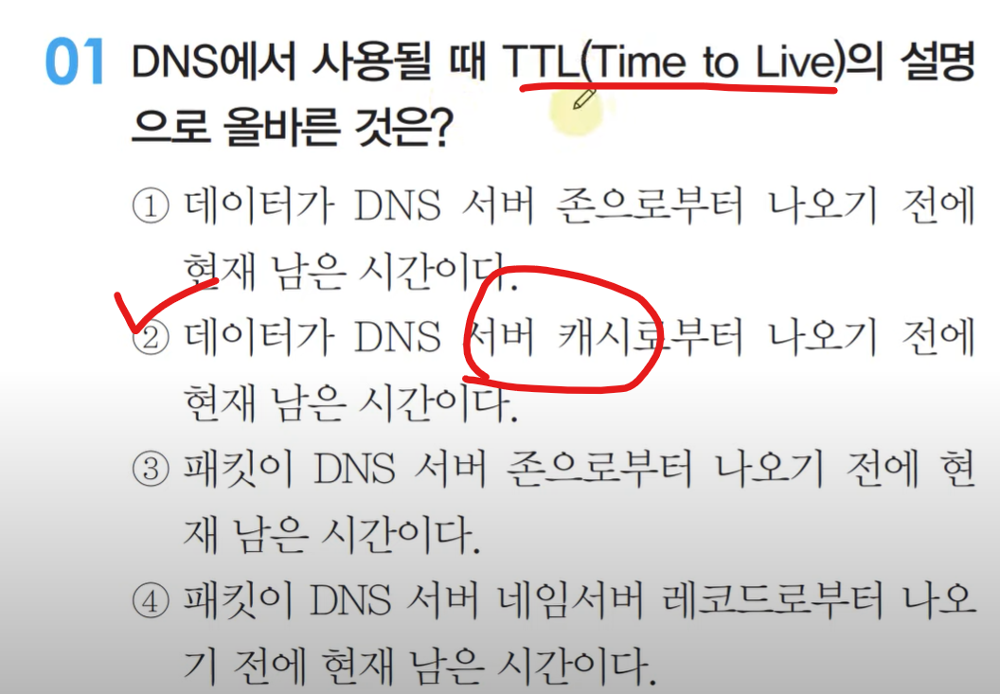 01 DNS에서 사용될 때 TTL(Time to Live)의 설명
으로 올바른 것은?
① 데이터가 DNS 서버 존으로부터 나오기 전에
현재 남은 시간이다.
② 데이터가 DNS 서버 캐시로부터 나오기 전에
현재 남은 시간이다.
③ 패킷이 DNS 서버 존으로부터 나오기 전에 현
재 남은 시간이다.
④ 패킷이 DNS 서버 네임서버 레코드로부터 나오
기 전에 현재 남은 시간이다.